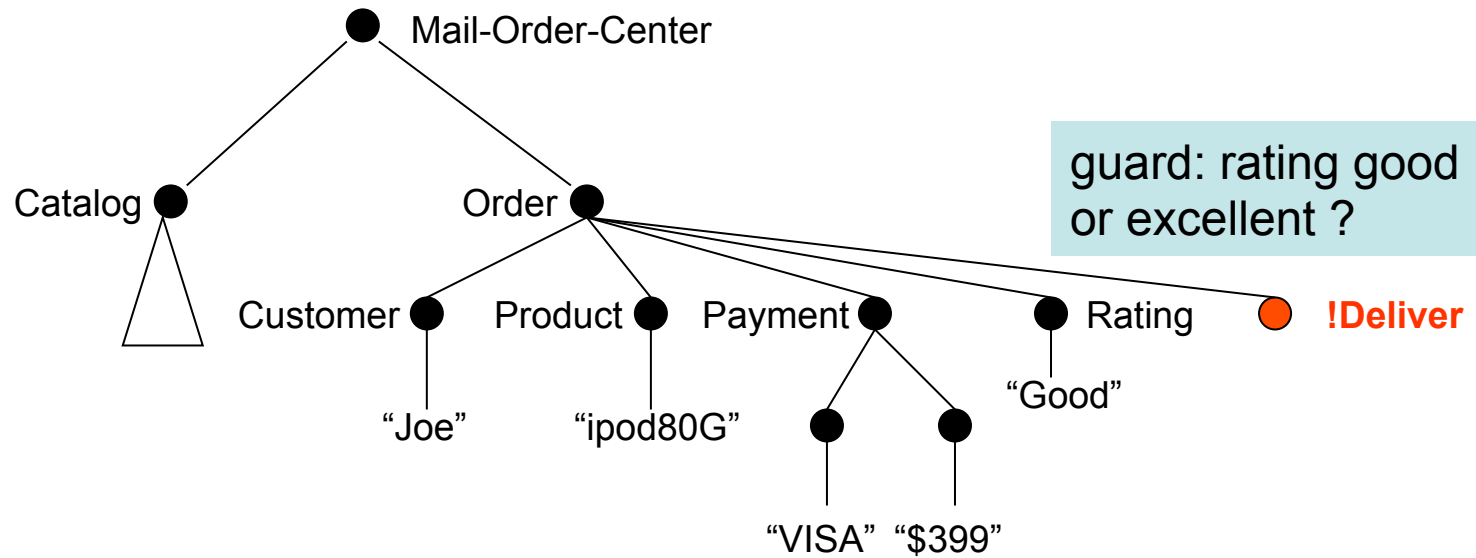 Mail-Order-Center
guard: rating good
or excellent ?
Catalog
Order
Customer
Product
Payment
Rating
!Deliver
“Joe”
“ipod80G”
“Good”
“VISA”
“$399”